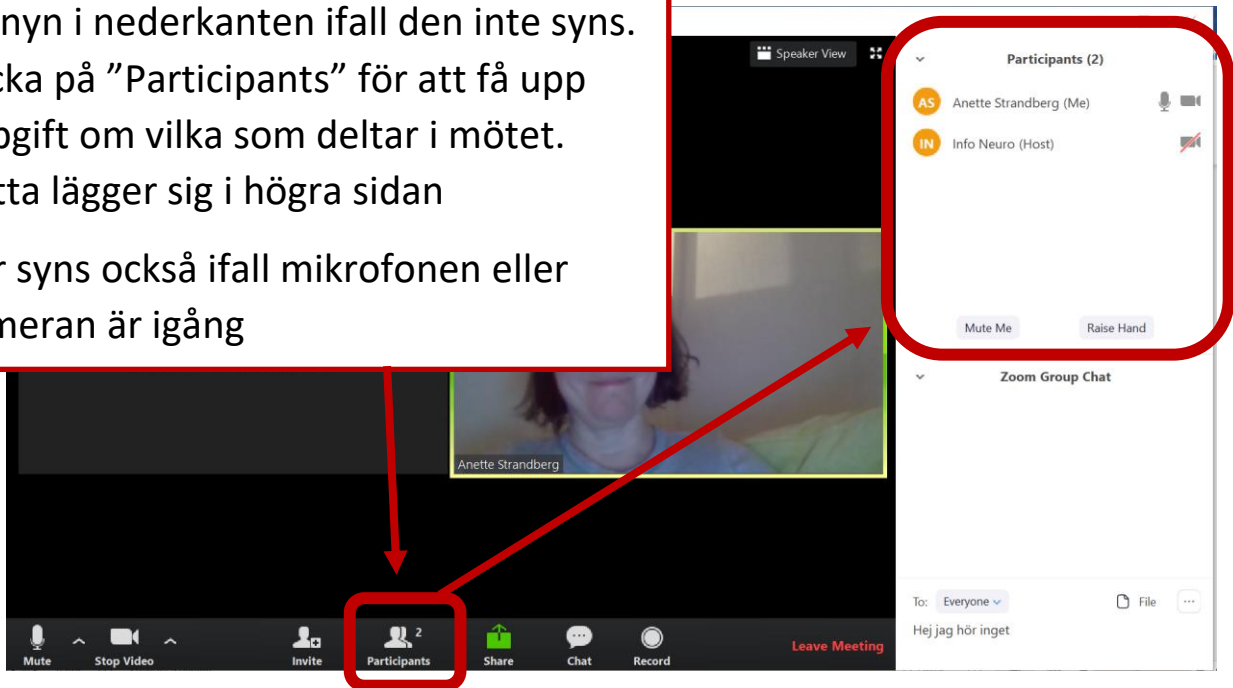 nyn i nederkanten ifall den inte syns.
cka på ”Participants” för att få upp
pgift om vilka som deltar i mötet.
tta lägger sig i högra sidan
r syns också ifall mikrofonen eller
meran är igång
Speaker View
Participants (2)
AS Anette Strandberg (Me)
IN Info Neuro (Host)
Mute Me Raise Hand
Zoom Group Chat
Anette Strandberg
To: Everyone File ...
Hej jag hör inget
2
Mute Stop Video Invite Participants Share Chat Record Leave Meeting